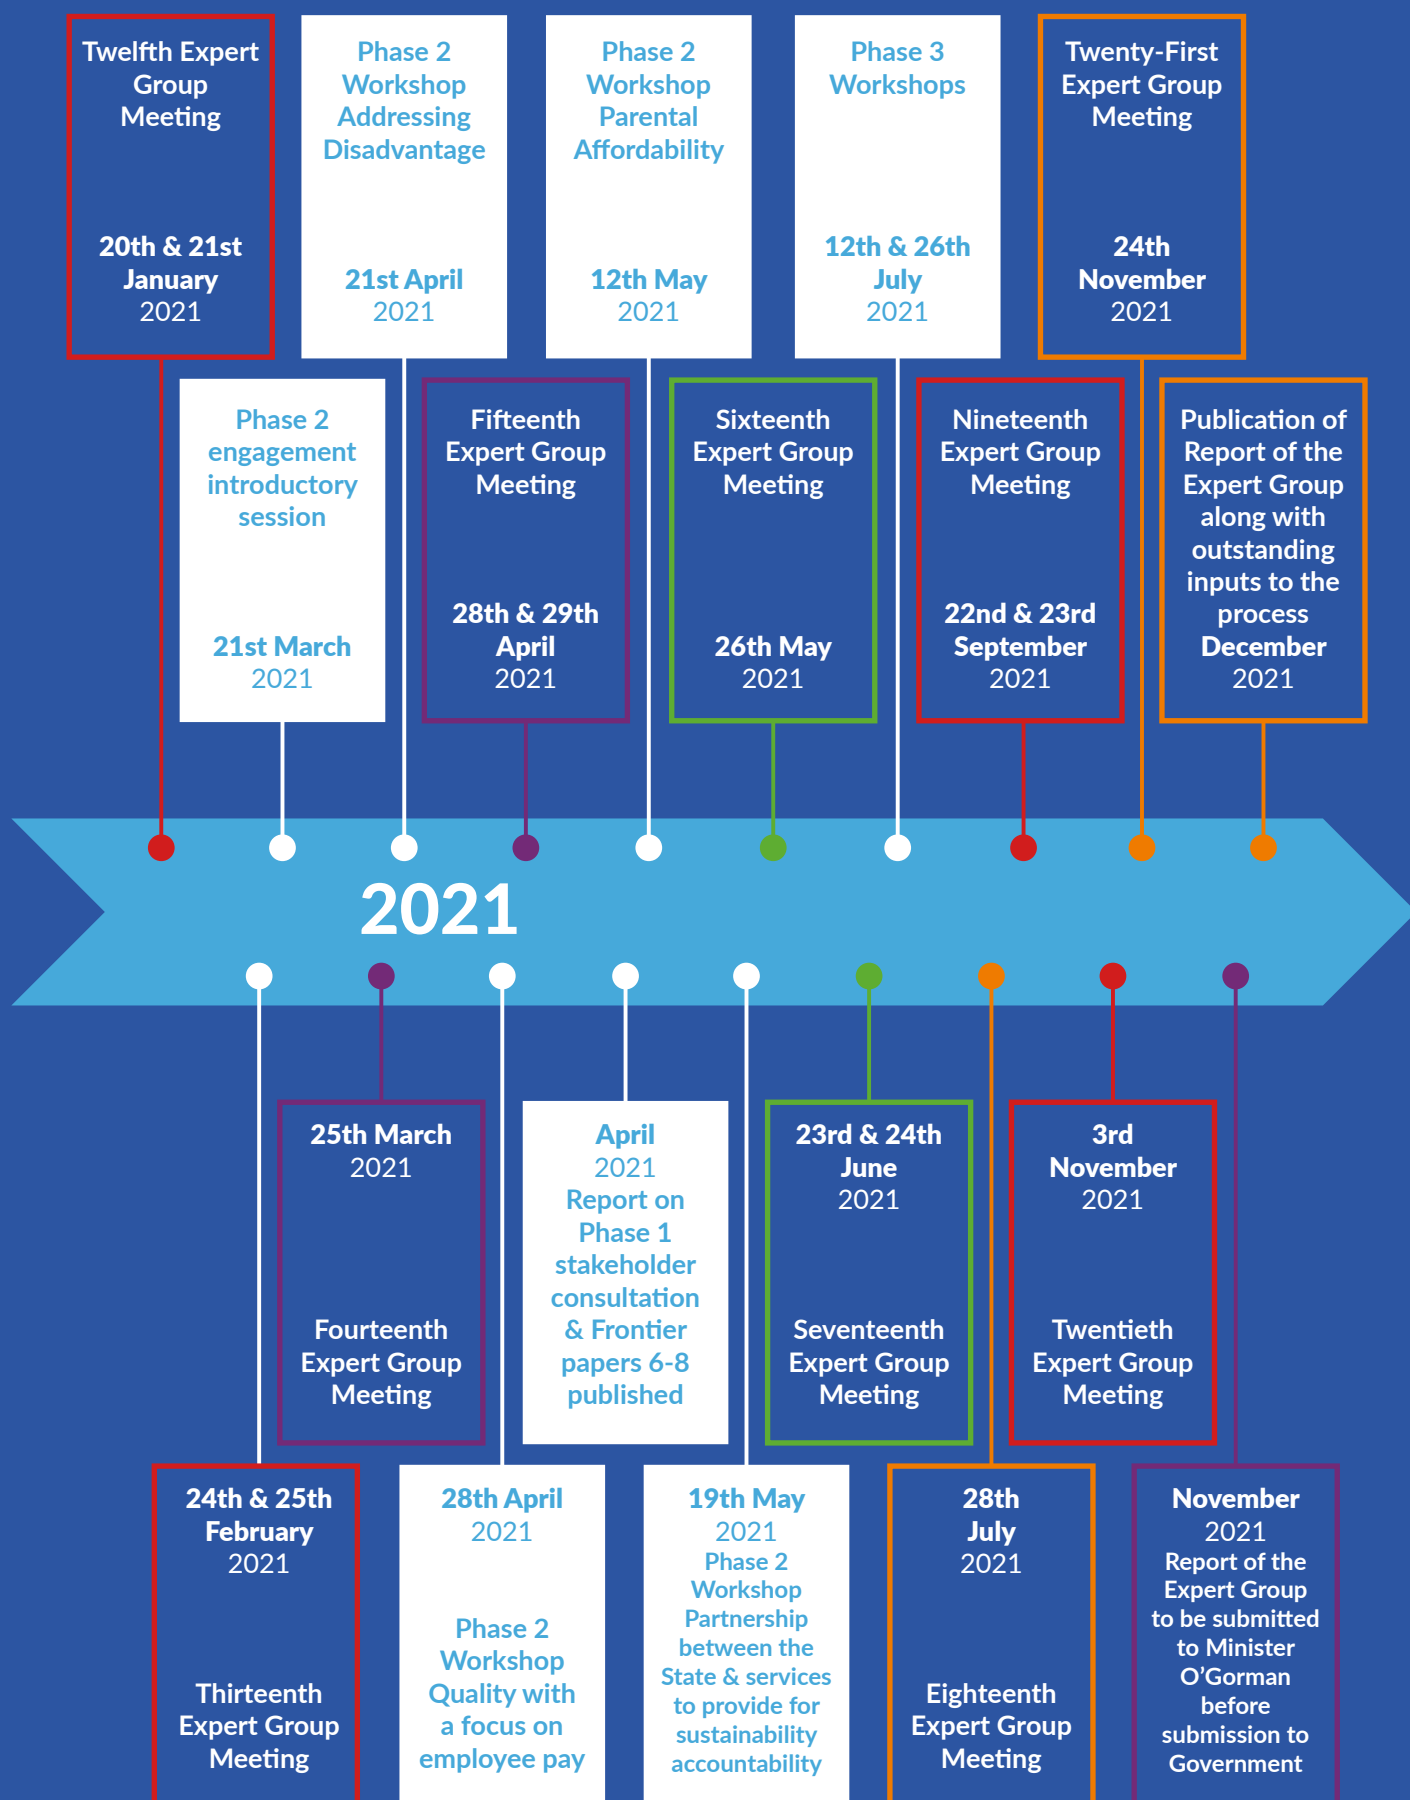 Twelfth Expert
Group
Meeting
20th & 21st
January
2021
Phase 2
Workshop
Addressing
Disadvantage
21st April
2021
Phase 2
Workshop
Parental
Affordability
12th May
2021
Phase 3
Workshops
12th & 26th
July
2021
Twenty-First
Expert Group
Meeting
24th
November
2021
Phase 2
engagement
introductory
session
21st March
2021
Fifteenth
Expert Group
Meeting
28th & 29th
April
2021
Sixteenth
Expert Group
Meeting
26th May
2021
Nineteenth
Expert Group
Meeting
22nd & 23rd
September
2021
Publication of
Report of the
Expert Group
along with
outstanding
inputs to the
process
December
2021
2021
25th March
2021
Fourteenth
Expert Group
Meeting
April
2021
Report on
Phase 1
stakeholder
consultation
& Frontier
papers 6-8
published
23rd & 24th
June
2021
Seventeenth
Expert Group
Meeting
3rd
November
2021
Twentieth
Expert Group
Meeting
24th & 25th
February
2021
Thirteenth
Expert Group
Meeting
28th April
2021
Phase 2
Workshop
Quality with
a focus on
employee pay
19th May
2021
Phase 2
Workshop
Partnership
between the
State & services
to provide for
sustainability
accountability
28th
July
2021
Eighteenth
Expert Group
Meeting
November
2021
Report of the
Expert Group
to be submitted
to Minister
O’Gorman
before
submission to
Government